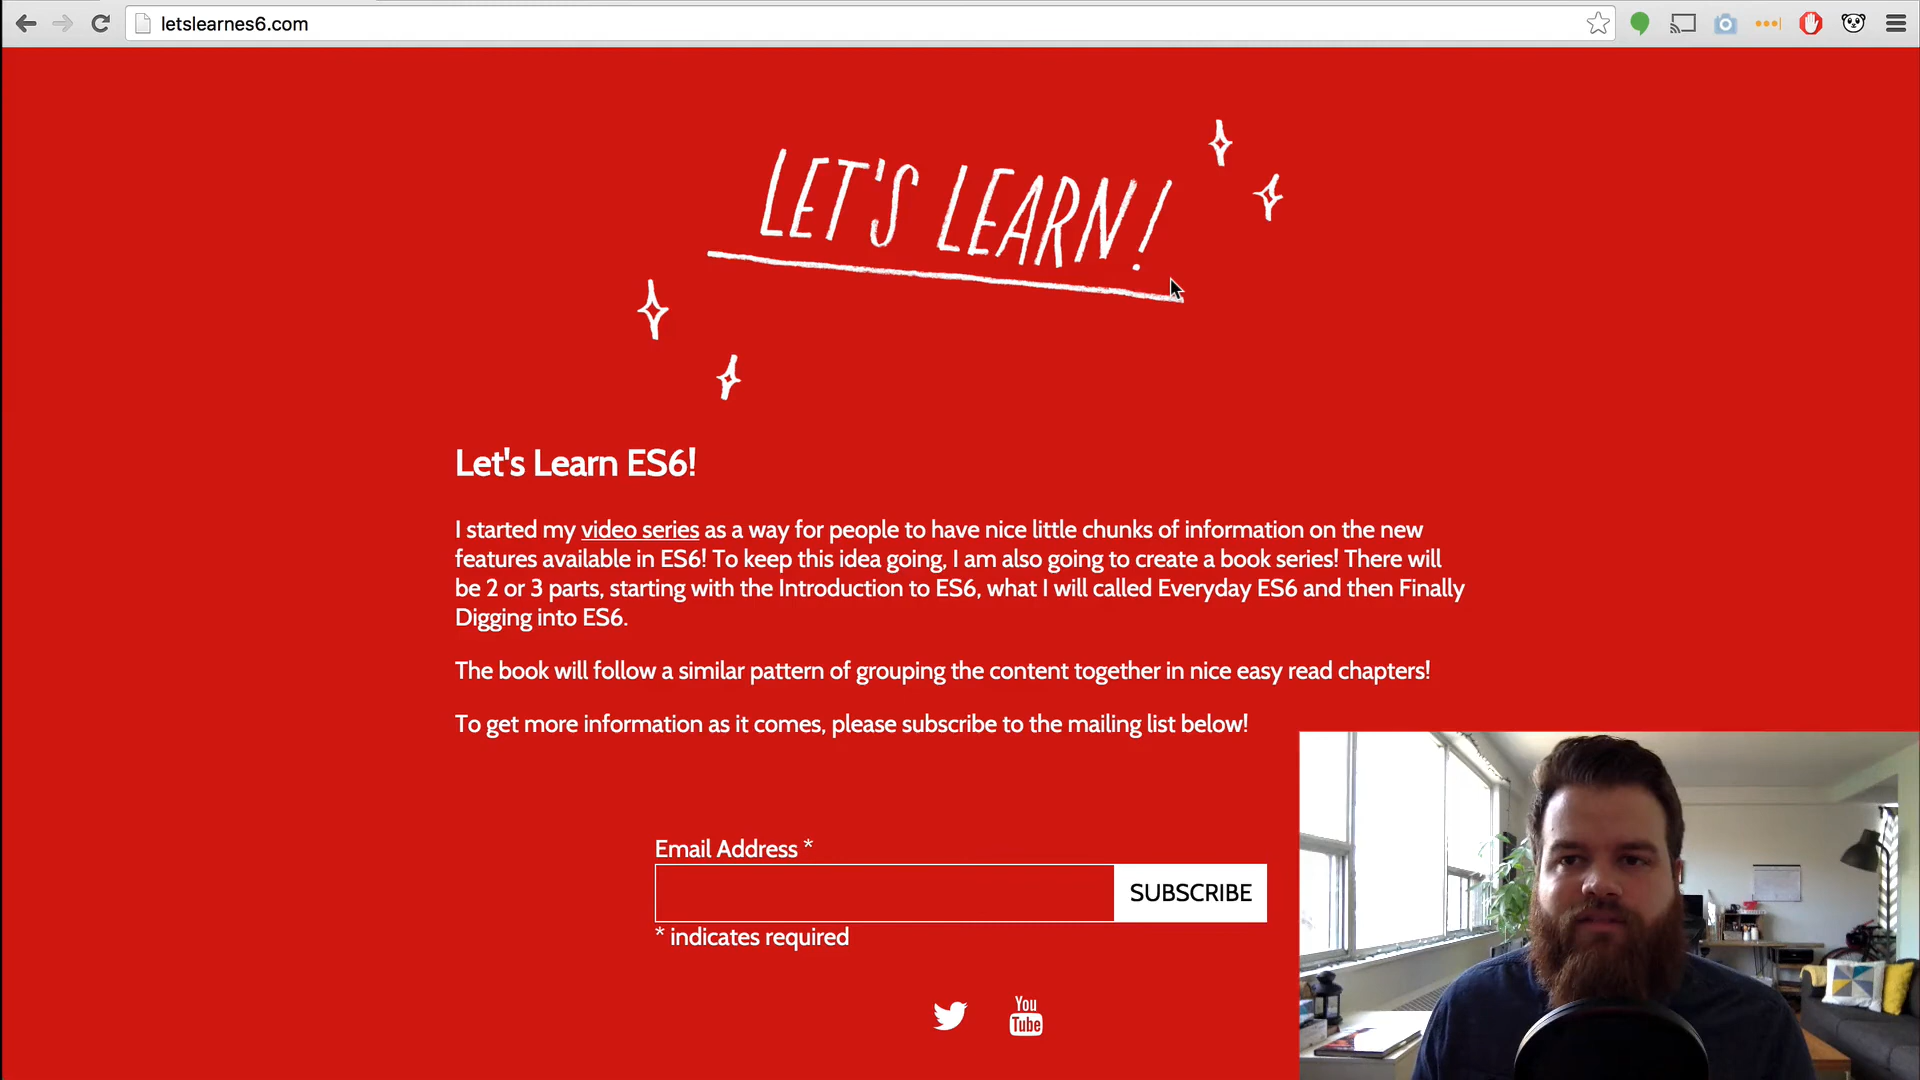 letslearnes6.com
LET'S LEARN!
Let's Learn ES6!
I started my video series as a way for people to have nice little chunks of information on the new
features available in ES6! To keep this idea going, I am also going to create a book series! There will
be 2 or 3 parts, starting with the Introduction to ES6, what I will called Everyday ES6 and then Finally
Digging into ES6.
The book will follow a similar pattern of grouping the content together in nice easy read chapters!
To get more information as it comes, please subscribe to the mailing list below!
Email Address *
SUBSCRIBE
* indicates required
You
Tube